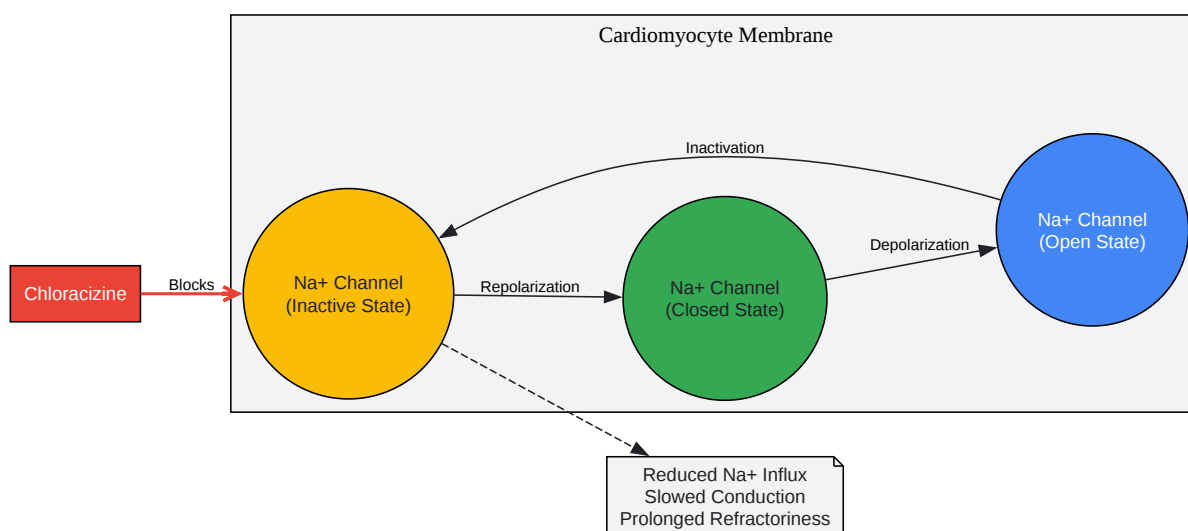 Cardiomyocyte Membrane
Inactivation
Na+ Channel
(Open State)
Depolarization
Chloracizine
Blocks
Na+ Channel
(Inactive State)
Repolarization
Na+ Channel
(Closed State)
Reduced Na+ Influx
Slowed Conduction
Prolonged Refractoriness